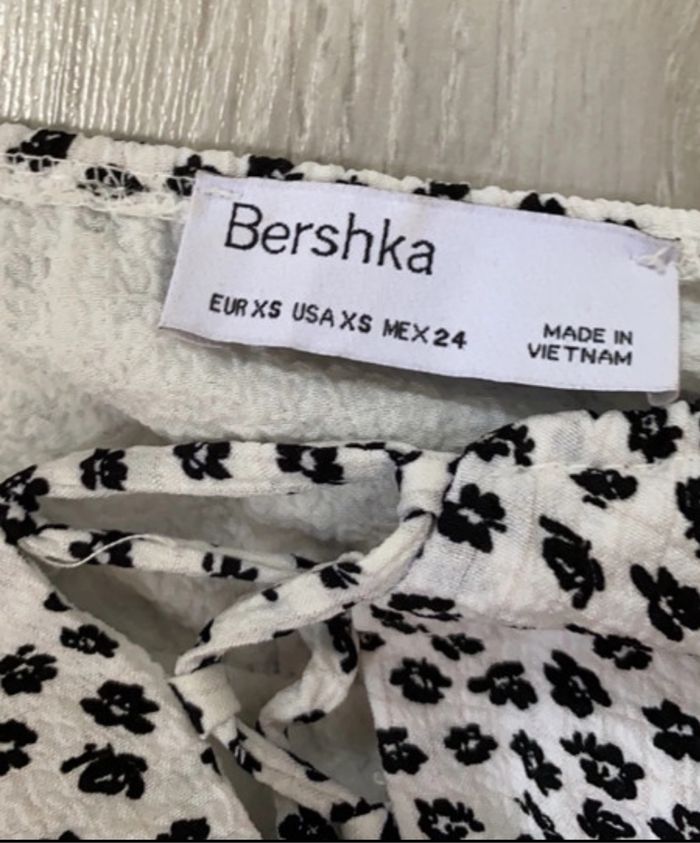 Bershka
EUR XS USA XS MEX 24
MADE IN
VIETNAM